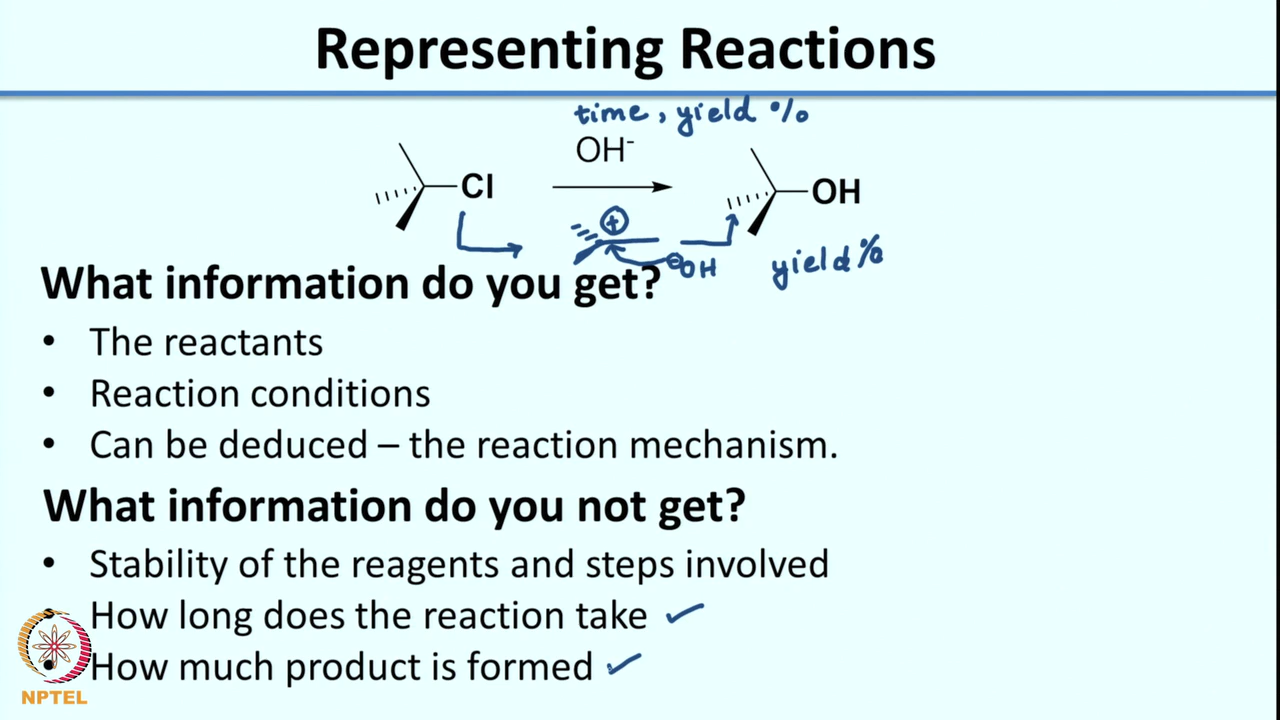 Representing Reactions
time, yield %
OH-
Cl
OH
+
-OH
yield %
What information do you get?
• The reactants
• Reaction conditions
• Can be deduced – the reaction mechanism.
What information do you not get?
• Stability of the reagents and steps involved
• How long does the reaction take ✓
• How much product is formed ✓
NPTEL